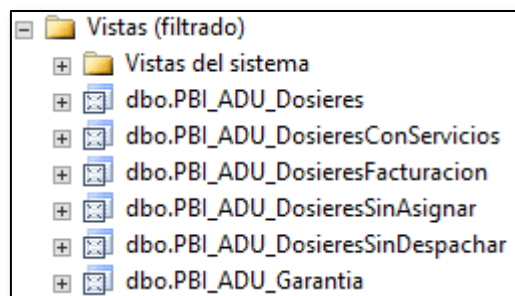 Vistas (filtrado)
Vistas del sistema
dbo.PBI_ADU_Dosieres
dbo.PBI_ADU_DosieresConServicios
dbo.PBI_ADU_DosieresFacturacion
dbo.PBI_ADU_DosieresSinAsignar
dbo.PBI_ADU_DosieresSinDespachar
dbo.PBI_ADU_Garantia